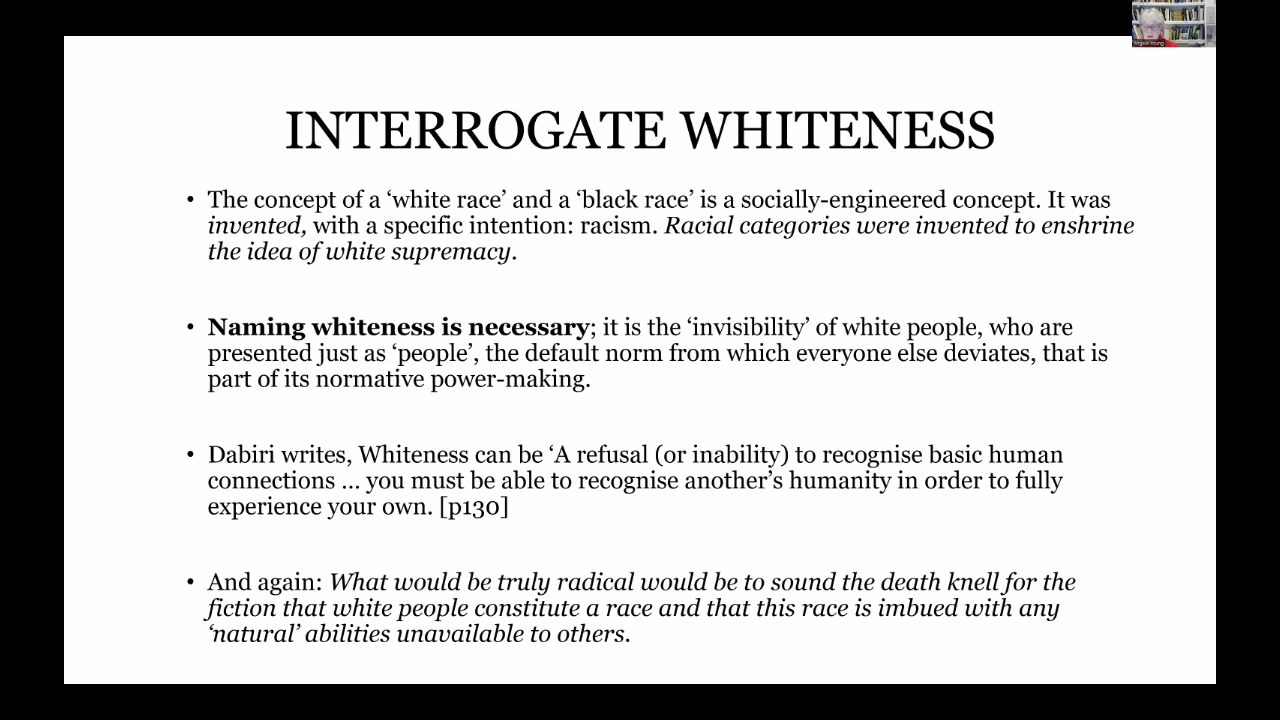 Angela Young
INTERROGATE WHITENESS
• The concept of a ‘white race’ and a ‘black race’ is a socially-engineered concept. It was
invented, with a specific intention: racism. Racial categories were invented to enshrine
the idea of white supremacy.
• Naming whiteness is necessary; it is the ‘invisibility’ of white people, who are
presented just as ‘people’, the default norm from which everyone else deviates, that is
part of its normative power-making.
• Dabiri writes, Whiteness can be ‘A refusal (or inability) to recognise basic human
connections … you must be able to recognise another’s humanity in order to fully
experience your own. [p130]
• And again: What would be truly radical would be to sound the death knell for the
fiction that white people constitute a race and that this race is imbued with any
‘natural’ abilities unavailable to others.